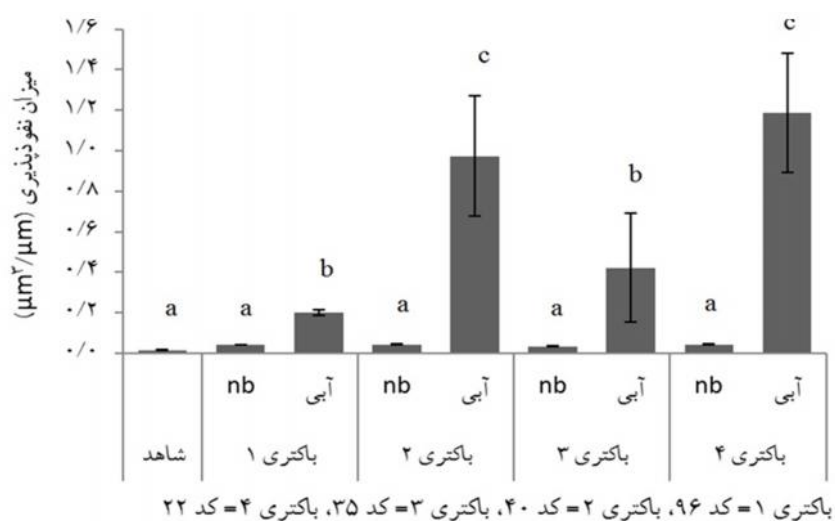 میزان نفوذپذیری (μm³/μm)
۱/۶
۱/۴
۱/۲
۱/۰
۰/۸
۰/۶
۰/۴
۰/۲
۰/۰
a a b a c a b a c
nb آبی nb آبی nb آبی nb آبی
شاهد باکتری ۱ باکتری ۲ باکتری ۳ باکتری ۴
باکتری ۱= کد ۹۶، باکتری ۲= کد ۴۰، باکتری ۳= کد ۳۵، باکتری ۴= کد ۲۲